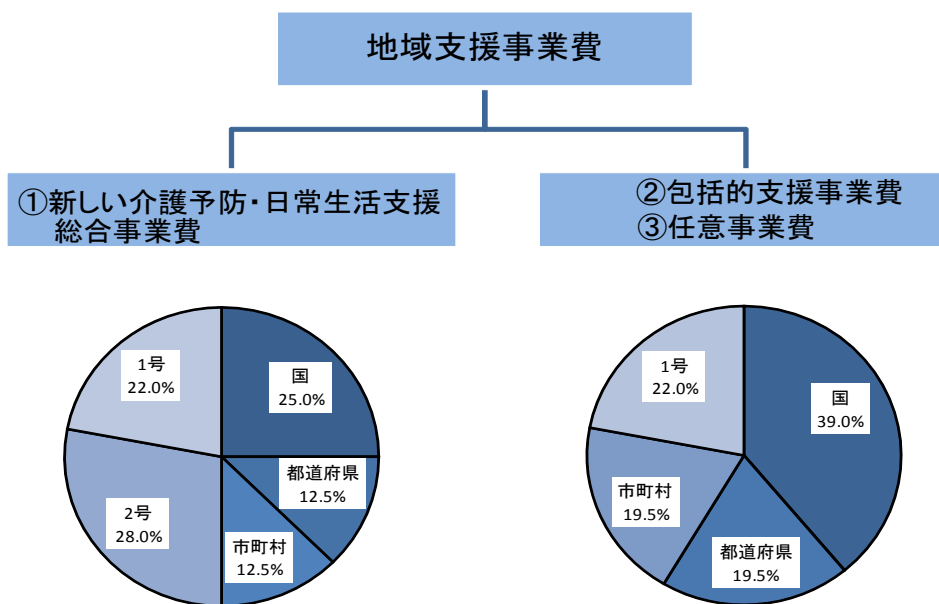 地域支援事業費
①新しい介護予防・日常生活支援
総合事業費
②包括的支援事業費
③任意事業費
1号
22.0%
国
25.0%
都道府県
12.5%
市町村
12.5%
2号
28.0%
1号
22.0%
国
39.0%
市町村
19.5%
都道府県
19.5%